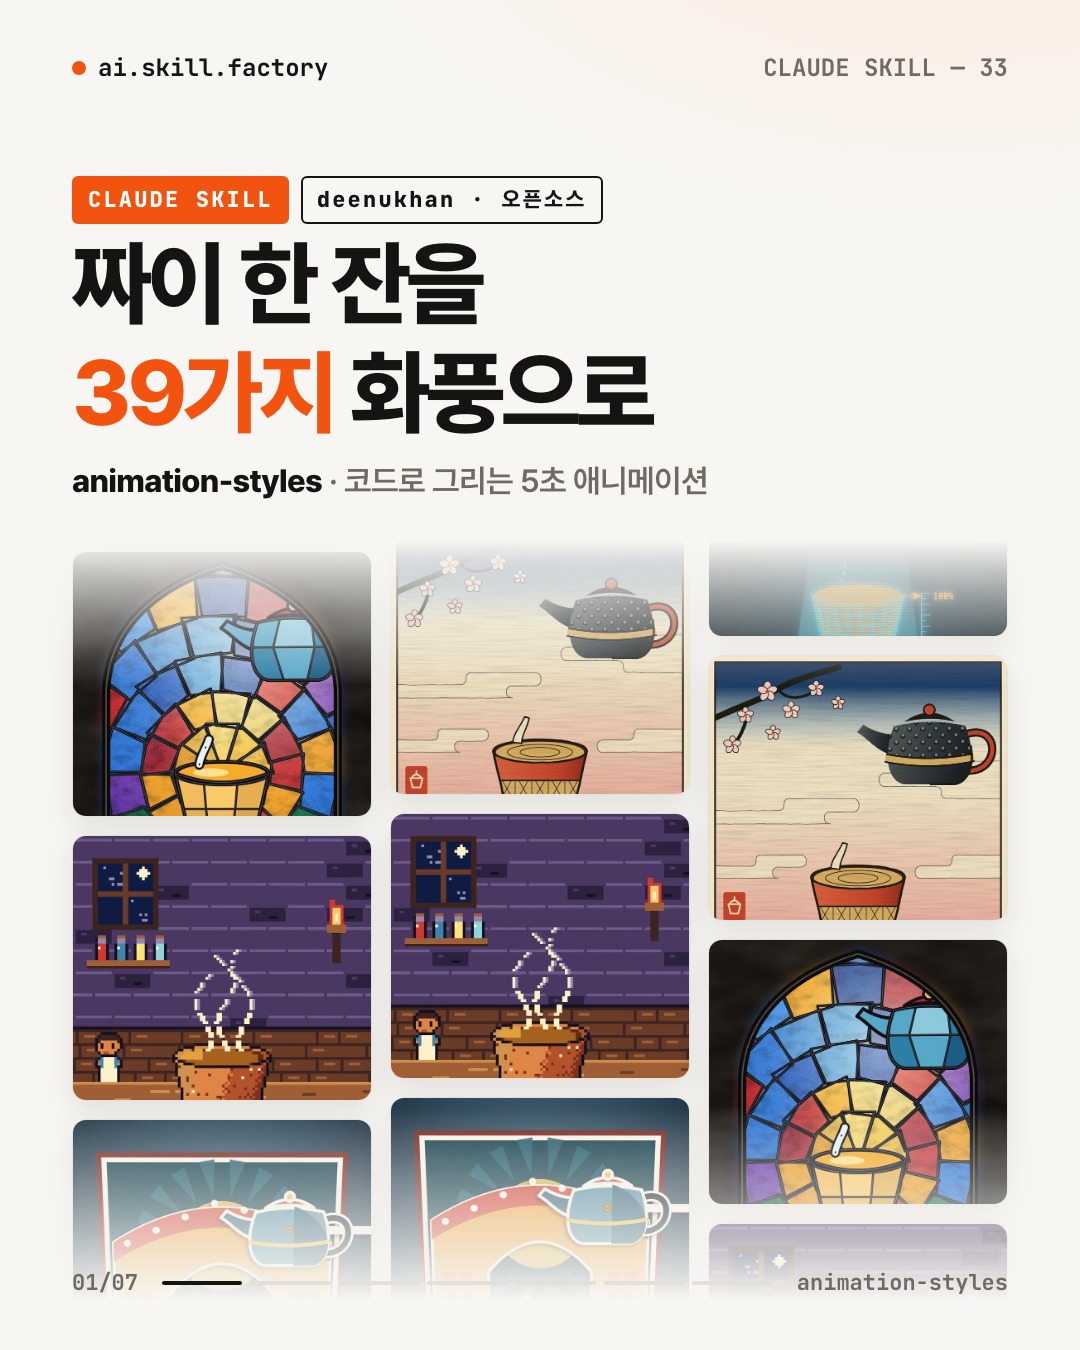 ai.skill.factory
CLAUDE SKILL — 33
CLAUDE SKILL
deenukhan · 오픈소스
짜이 한 잔을
39가지 화풍으로
animation-styles · 코드로 그리는 5초 애니메이션
100%
01/07
animation-styles